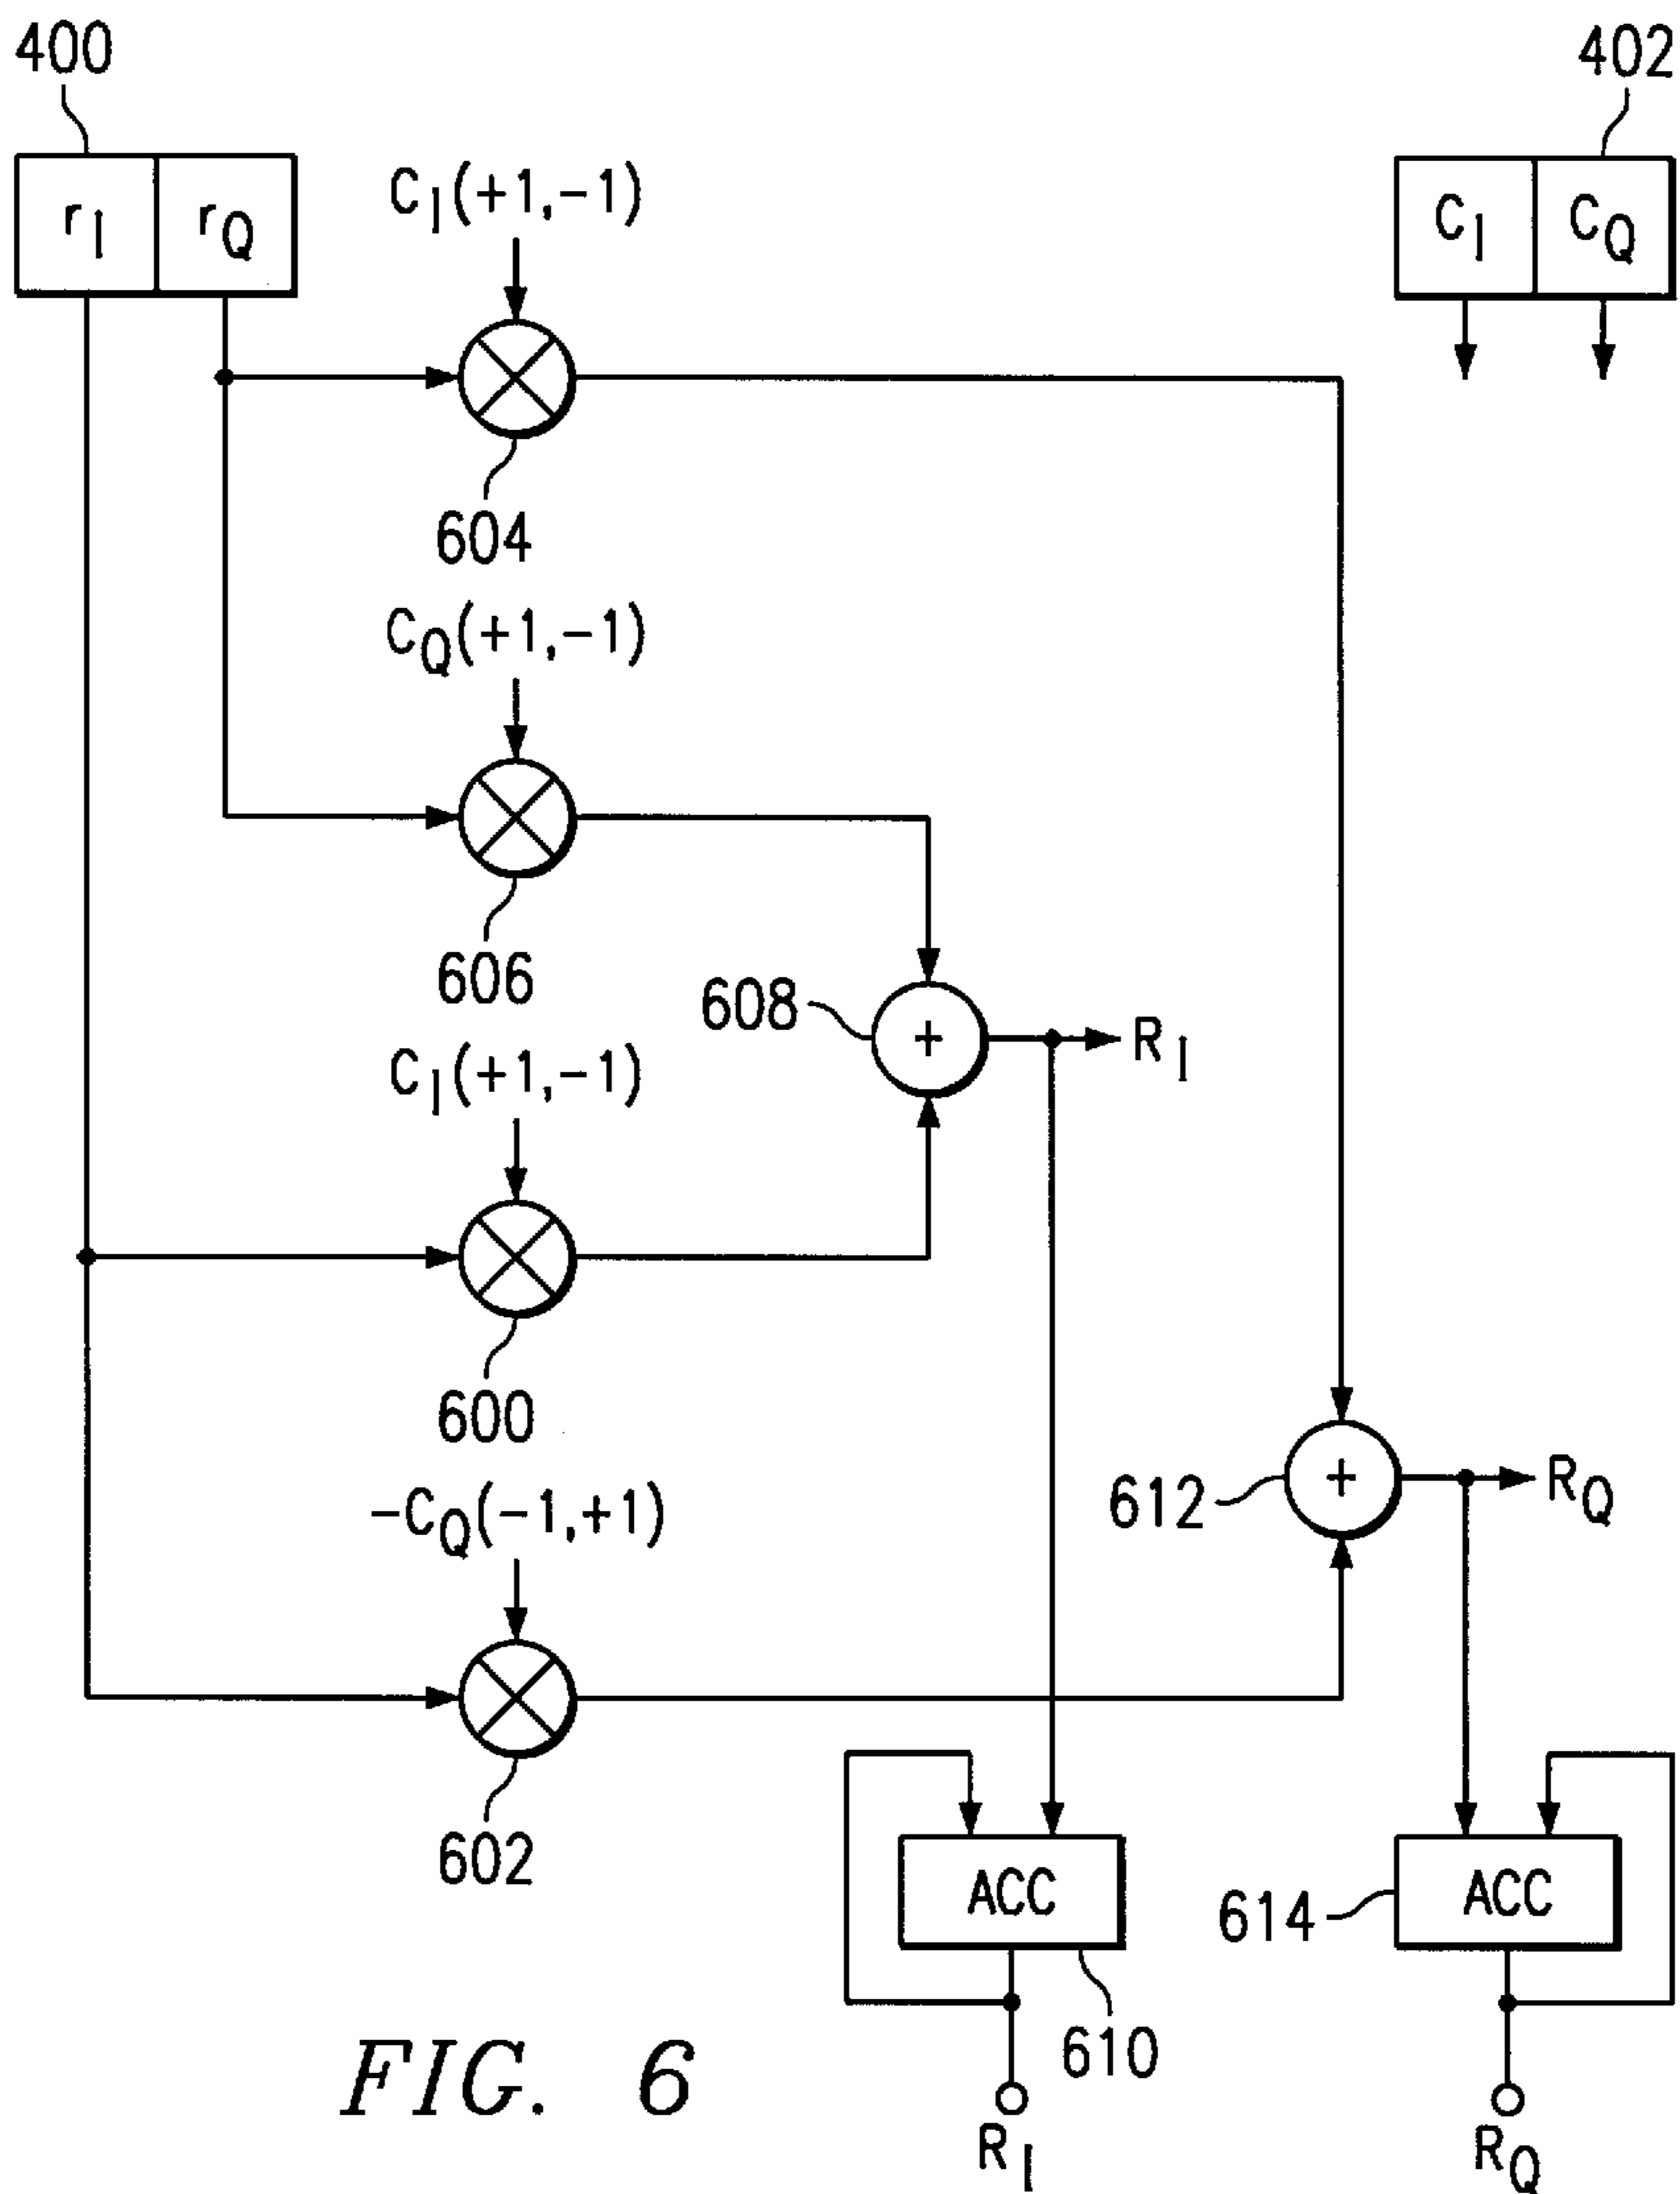 400
402
r_I
r_Q
C_I(+1,-1)
C_I
C_Q
604
C_Q(+1,-1)
606
608
+
R_I
C_I(+1,-1)
600
-C_Q(-1,+1)
612
+
R_Q
602
ACC
614
ACC
610
FIG. 6
R_I
R_Q